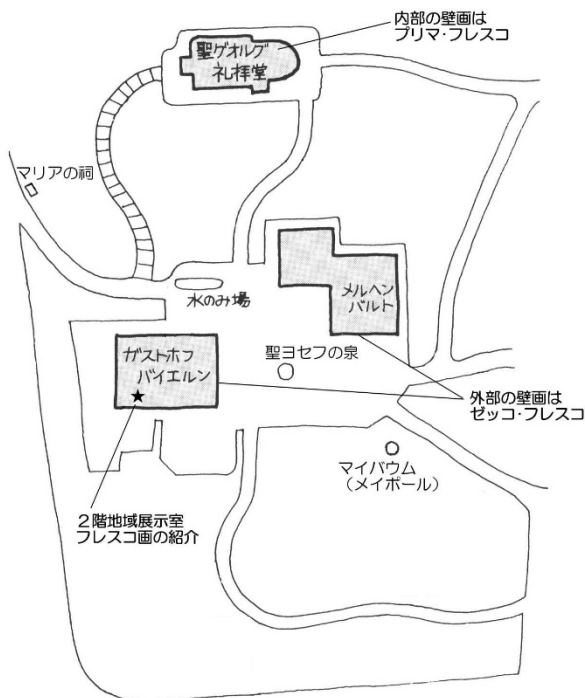 内部の壁画は
プリマ・フレスコ
聖ゲオルグ
礼拝堂
マリアの祠
水のみ場
メルヘン
バルト
ガストホフ
バイエルン
聖ヨセフの泉
外部の壁画は
ゼッコ・フレスコ
★
マイバウム
（メイポール）
2階地域展示室
フレスコ画の紹介